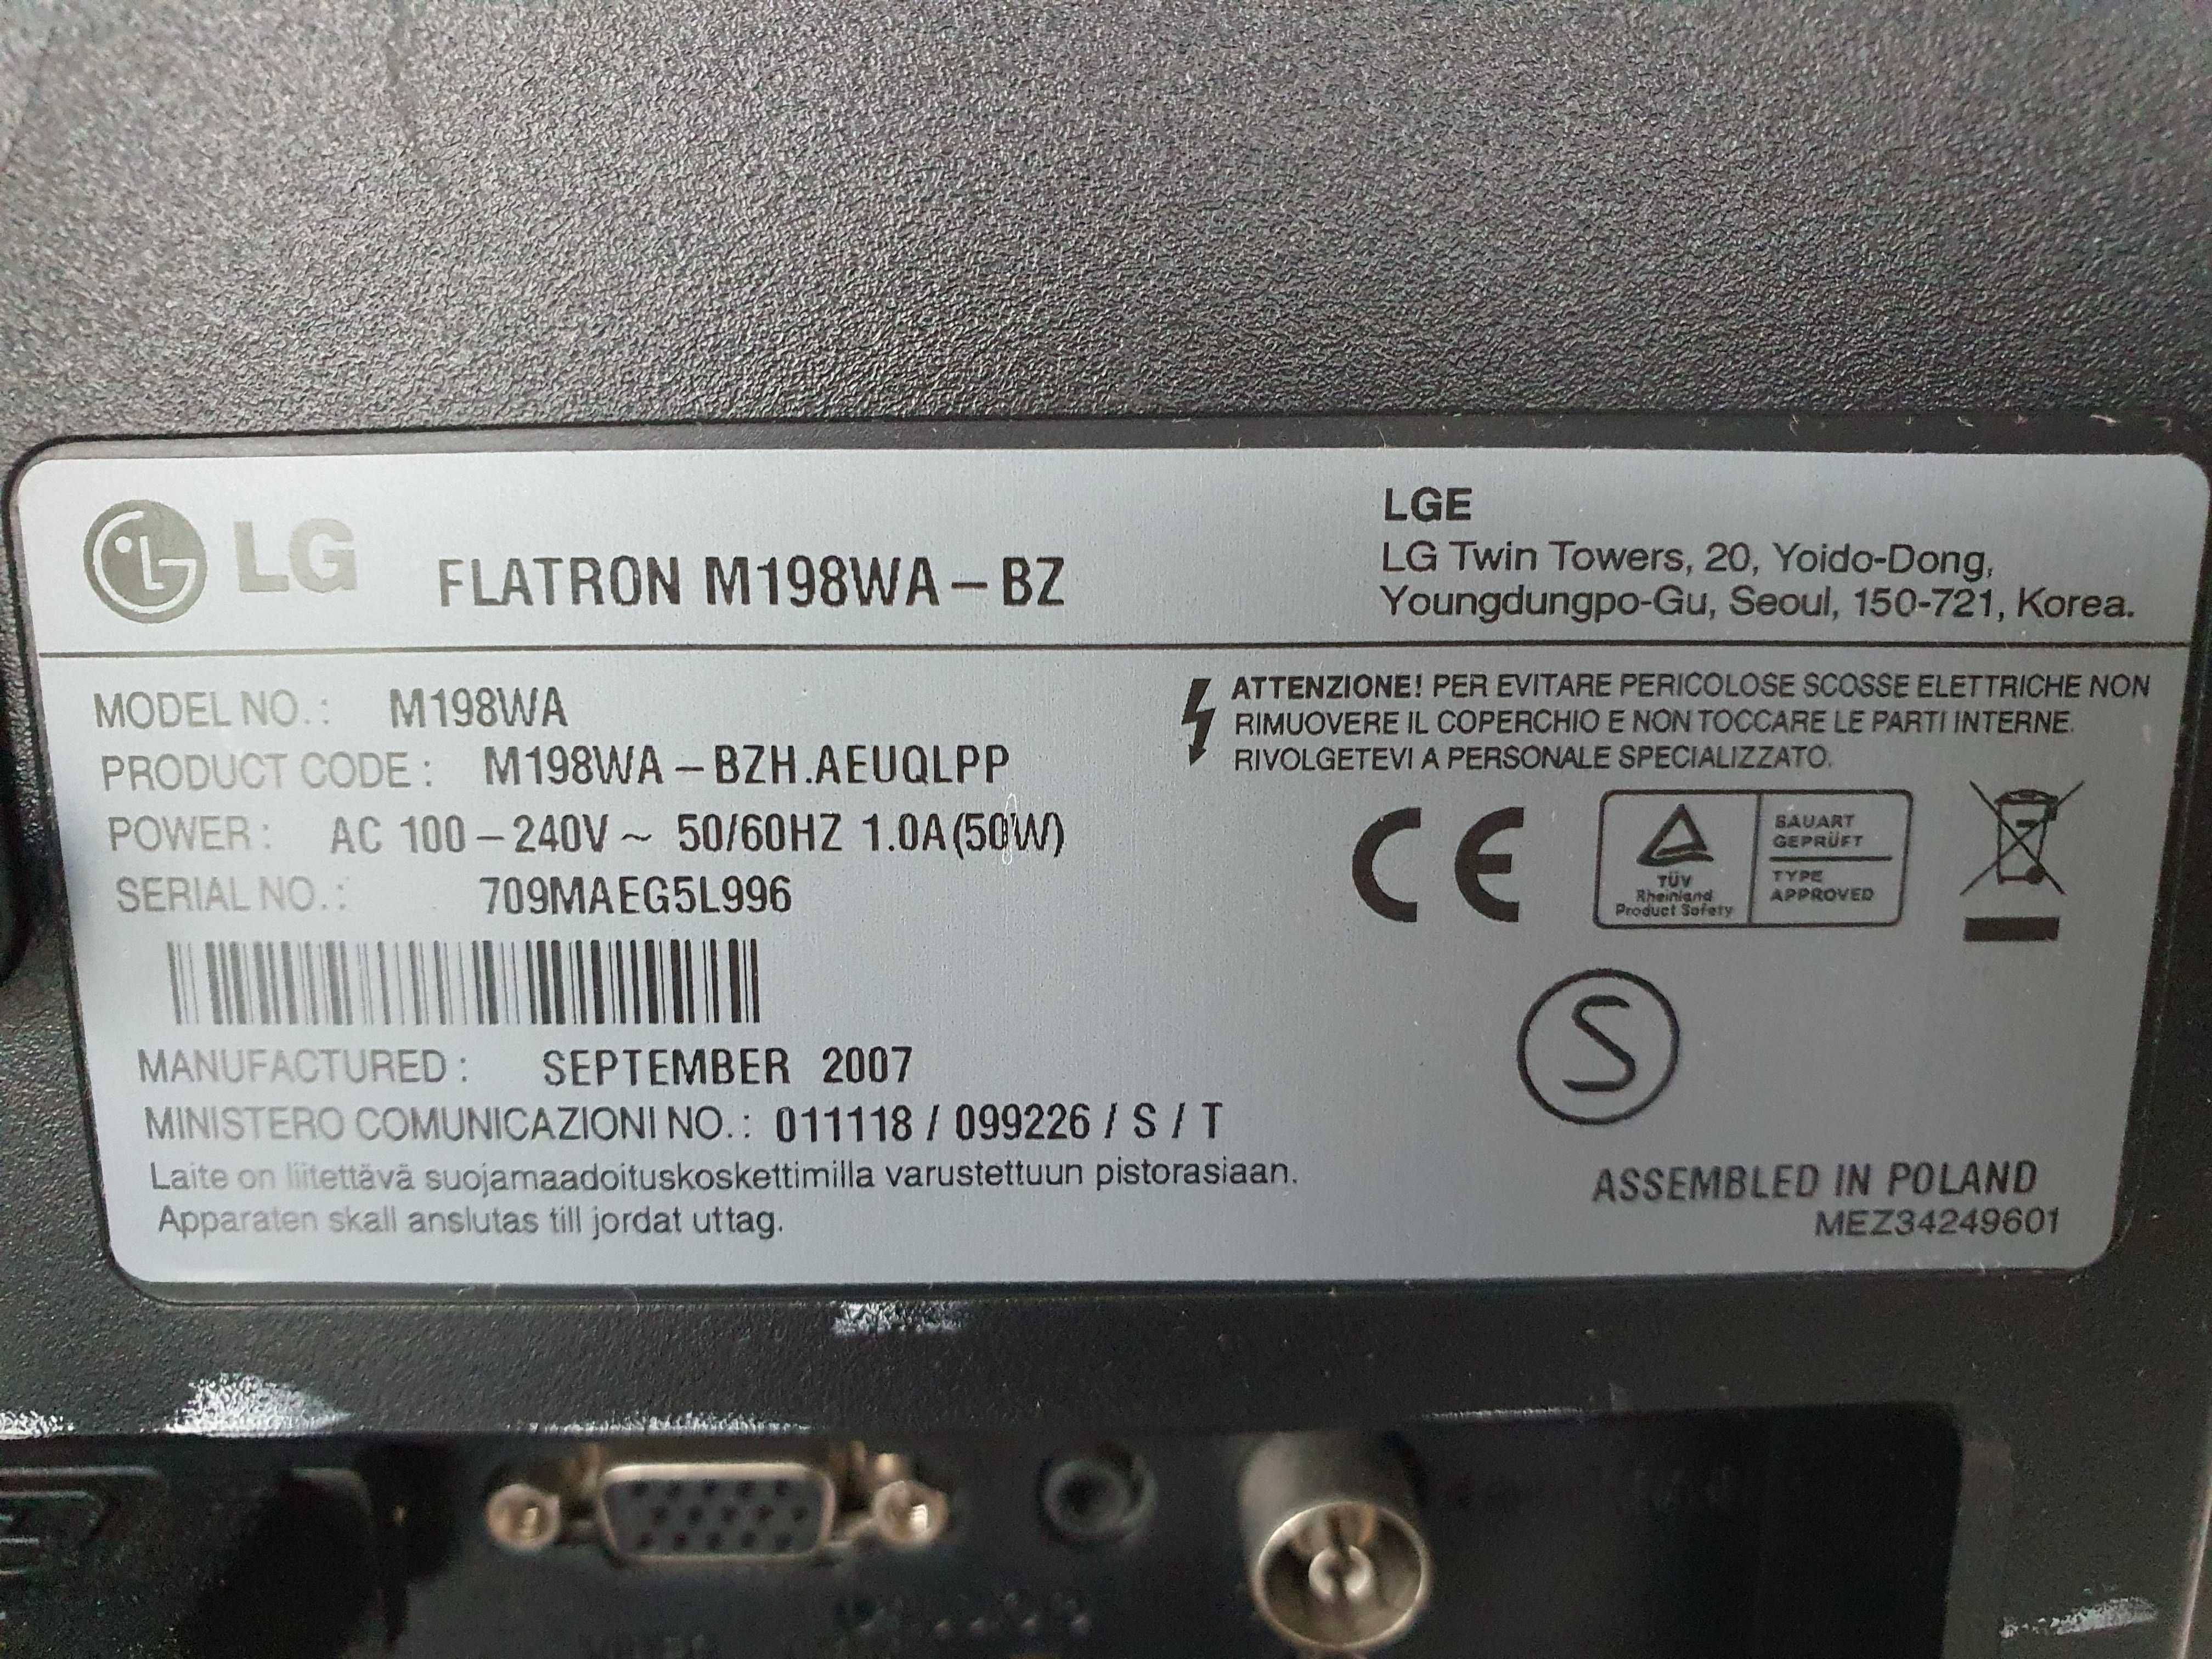 LG
FLATRON M198WA-BZ
LGE
LG Twin Towers, 20, Yoido-Dong,
Youngdungpo-Gu, Seoul, 150-721, Korea.
MODEL NO.: M198WA
PRODUCT CODE: M198WA-BZH.AEUQLPP
POWER: AC 100-240V~ 50/60HZ 1.0A(50W)
SERIAL NO.: 709MAEG5L996
MANUFACTURED: SEPTEMBER 2007
MINISTERO COMUNICAZIONI NO.: 011118 / 099226 / S / T
Laite on liitettävä suojamaadoituskoskettimilla varustettuun pistorasiaan.
Apparaten skall anslutas till jordat uttag.
ATTENZIONE! PER EVITARE PERICOLOSE SCOSSE ELETTRICHE NON
RIMUOVERE IL COPERCHIO E NON TOCCARE LE PARTI INTERNE.
RIVOLGETEVI A PERSONALE SPECIALIZZATO.
CE
TÜV
Rheinland
Product Safety
BAUART
GEPRÜFT
TYPE
APPROVED
S
ASSEMBLED IN POLAND
MEZ34249601